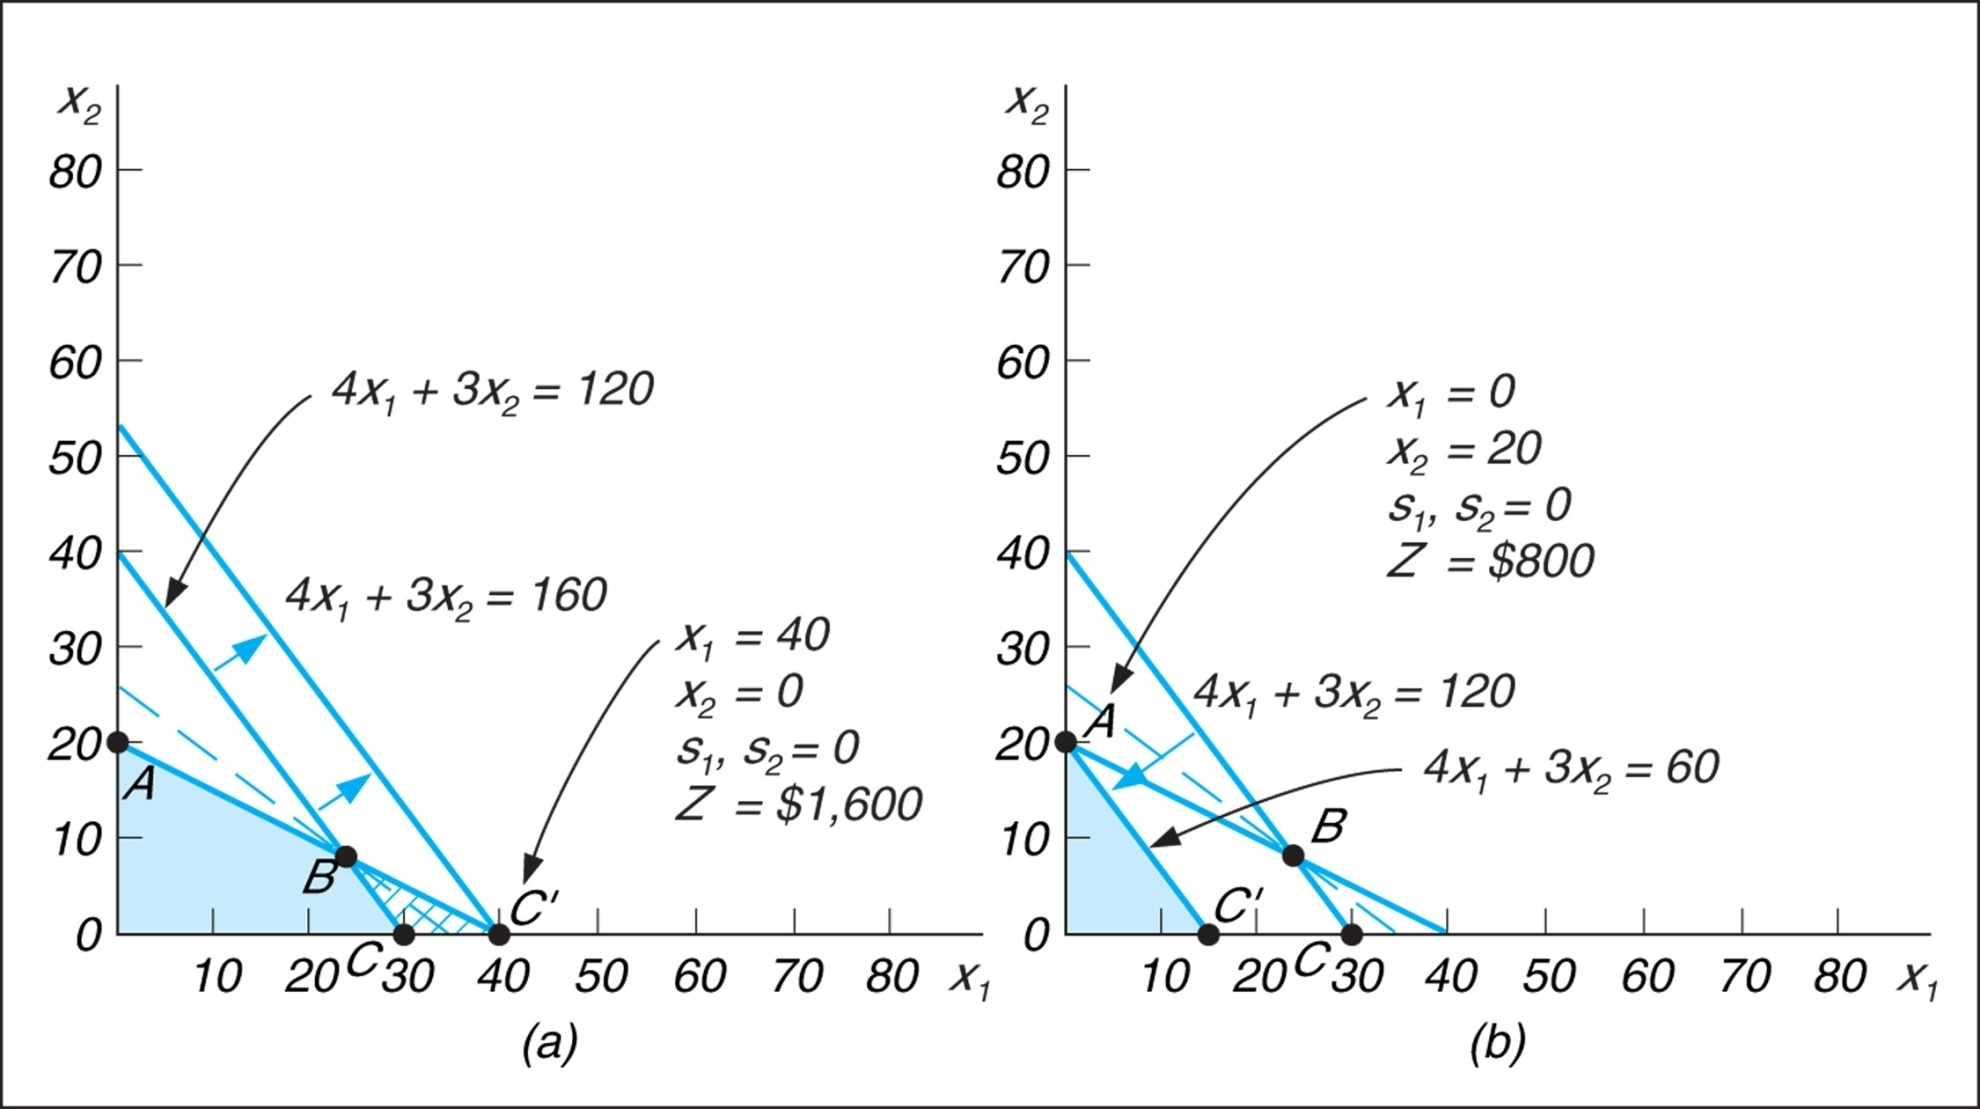 x₂
80
70
60
50
40
30
20
10
0
4x₁ + 3x₂ = 120
4x₁ + 3x₂ = 160
x₁ = 40
x₂ = 0
s₁, s₂ = 0
Z = $1,600
A
B
C
C'
10 20 30 40 50 60 70 80 x₁
(a)
x₂
80
70
60
50
40
30
20
10
0
x₁ = 0
x₂ = 20
s₁, s₂ = 0
Z = $800
4x₁ + 3x₂ = 120
4x₁ + 3x₂ = 60
A
B
C'
C
10 20 30 40 50 60 70 80 x₁
(b)